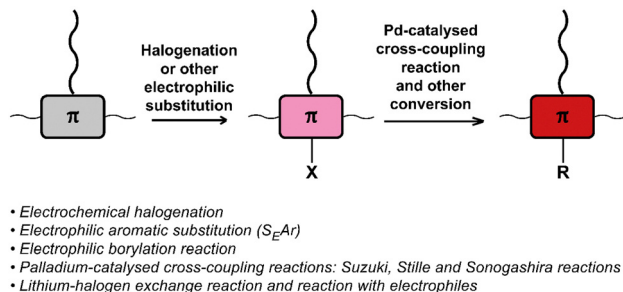 Halogenation
or other
electrophilic
substitution
Pd-catalysed
cross-coupling
reaction
and other
conversion
π
π
π
X
R
• Electrochemical halogenation
• Electrophilic aromatic substitution (SEAr)
• Electrophilic borylation reaction
• Palladium-catalysed cross-coupling reactions: Suzuki, Stille and Sonogashira reactions
• Lithium-halogen exchange reaction and reaction with electrophiles